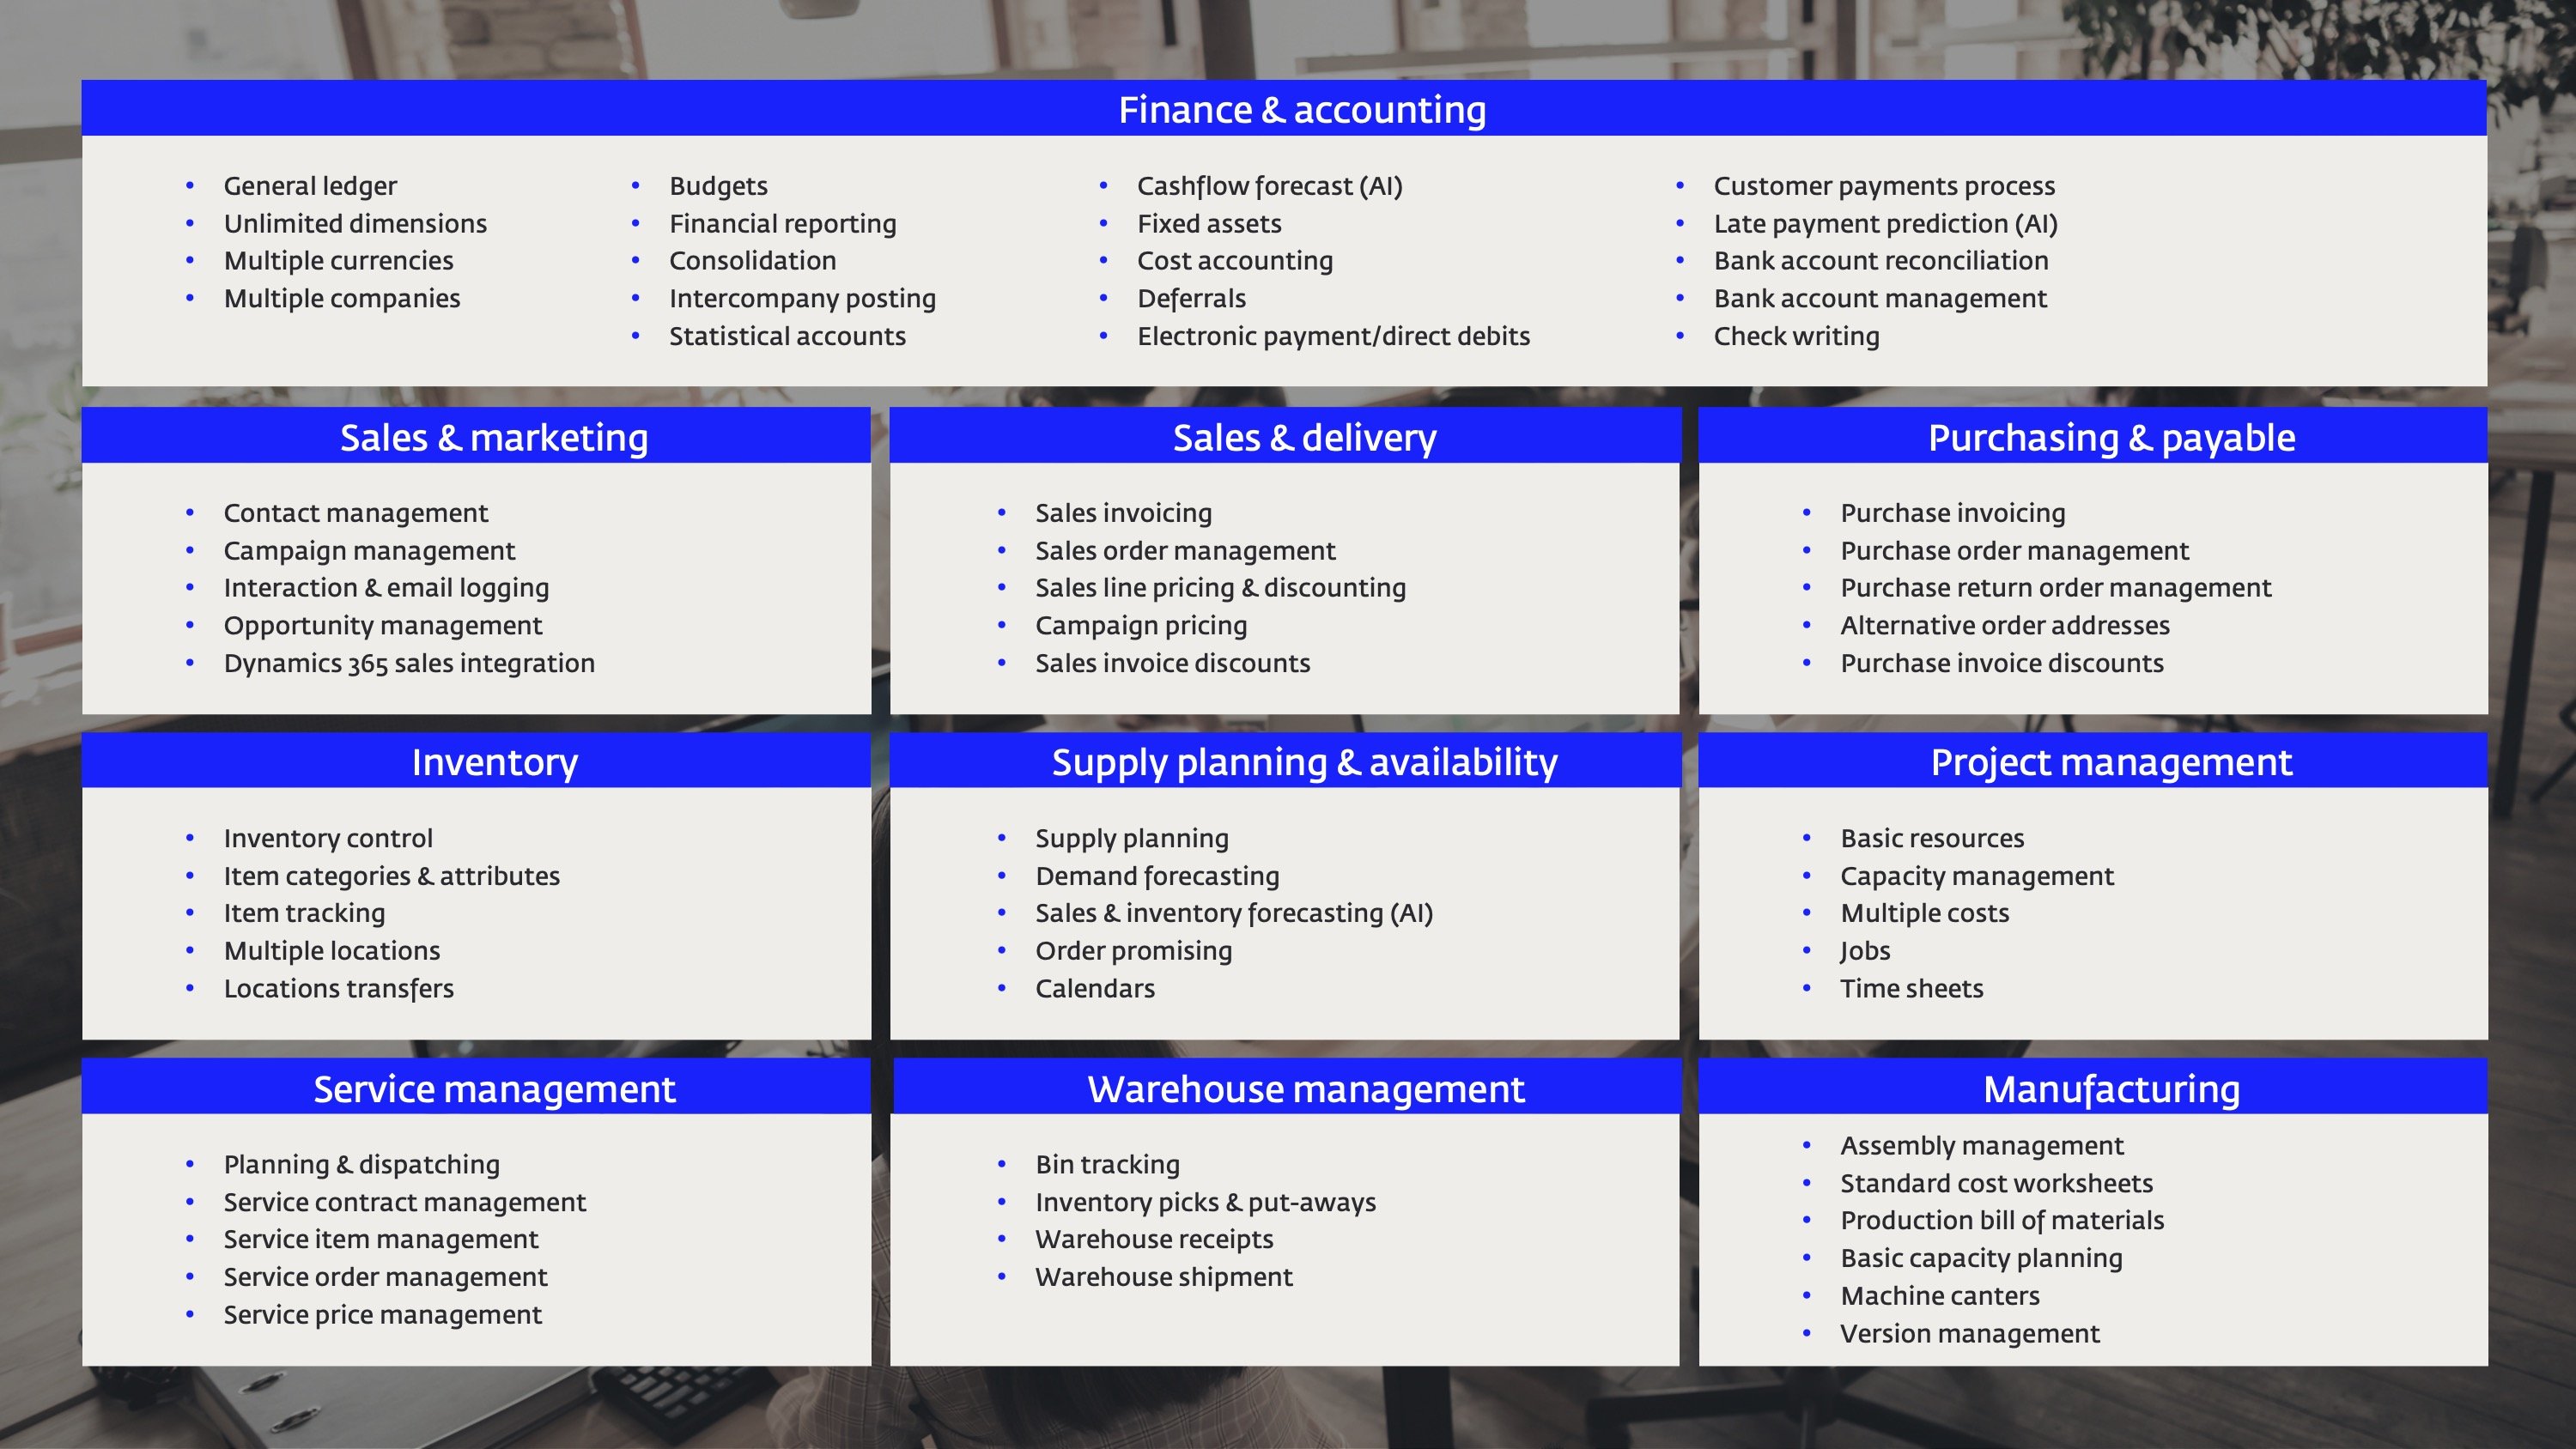 Finance & accounting
General ledger
Unlimited dimensions
Multiple currencies
Multiple companies
Budgets
Financial reporting
Consolidation
Intercompany posting
Statistical accounts
Cashflow forecast (AI)
Fixed assets
Cost accounting
Deferrals
Electronic payment/direct debits
Customer payments process
Late payment prediction (AI)
Bank account reconciliation
Bank account management
Check writing
Sales & marketing
Contact management
Campaign management
Interaction & email logging
Opportunity management
Dynamics 365 sales integration
Sales & delivery
Sales invoicing
Sales order management
Sales line pricing & discounting
Campaign pricing
Sales invoice discounts
Purchasing & payable
Purchase invoicing
Purchase order management
Purchase return order management
Alternative order addresses
Purchase invoice discounts
Inventory
Inventory control
Item categories & attributes
Item tracking
Multiple locations
Locations transfers
Supply planning & availability
Supply planning
Demand forecasting
Sales & inventory forecasting (AI)
Order promising
Calendars
Project management
Basic resources
Capacity management
Multiple costs
Jobs
Time sheets
Service management
Planning & dispatching
Service contract management
Service item management
Service order management
Service price management
Warehouse management
Bin tracking
Inventory picks & put-aways
Warehouse receipts
Warehouse shipment
Manufacturing
Assembly management
Standard cost worksheets
Production bill of materials
Basic capacity planning
Machine canters
Version management